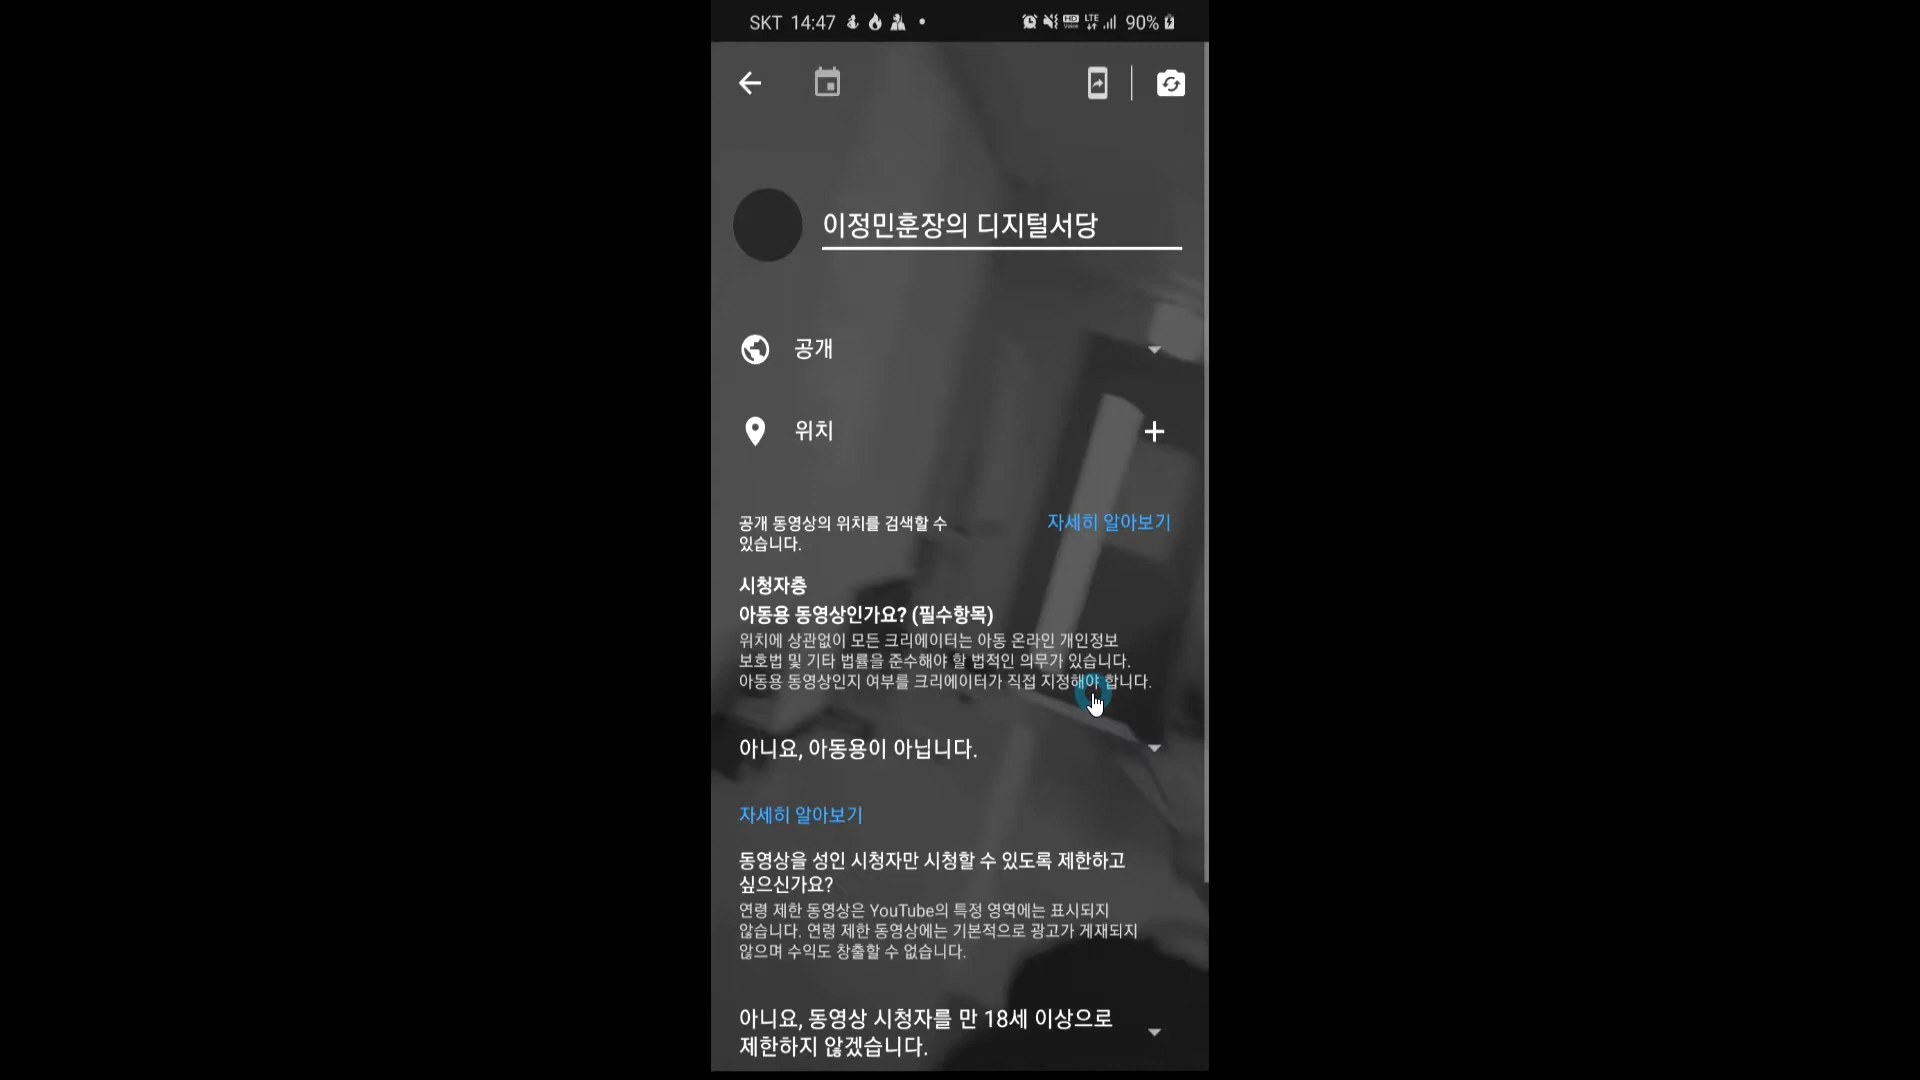 SKT 14:47
LTE 90%
이정민훈장의 디지털서당
공개
위치
공개 동영상의 위치를 검색할 수
있습니다.
자세히 알아보기
시청자층
아동용 동영상인가요? (필수항목)
위치에 상관없이 모든 크리에이터는 아동 온라인 개인정보
보호법 및 기타 법률을 준수해야 할 법적인 의무가 있습니다.
아동용 동영상인지 여부를 크리에이터가 직접 지정해야 합니다.
아니요, 아동용이 아닙니다.
자세히 알아보기
동영상을 성인 시청자만 시청할 수 있도록 제한하고
싶으신가요?
연령 제한 동영상은 YouTube의 특정 영역에는 표시되지
않습니다. 연령 제한 동영상에는 기본적으로 광고가 게재되지
않으며 수익도 창출할 수 없습니다.
아니요, 동영상 시청자를 만 18세 이상으로
제한하지 않겠습니다.